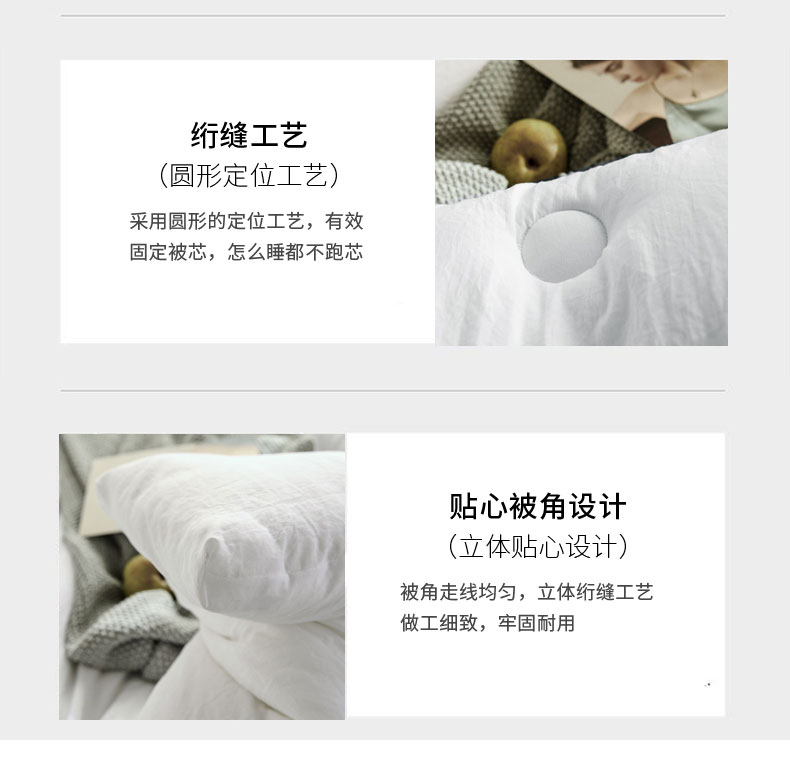 绗缝工艺
（圆形定位工艺）
采用圆形的定位工艺，有效
固定被芯，怎么睡都不跑芯
贴心被角设计
（立体贴心设计）
被角走线均匀，立体绗缝工艺
做工细致，牢固耐用